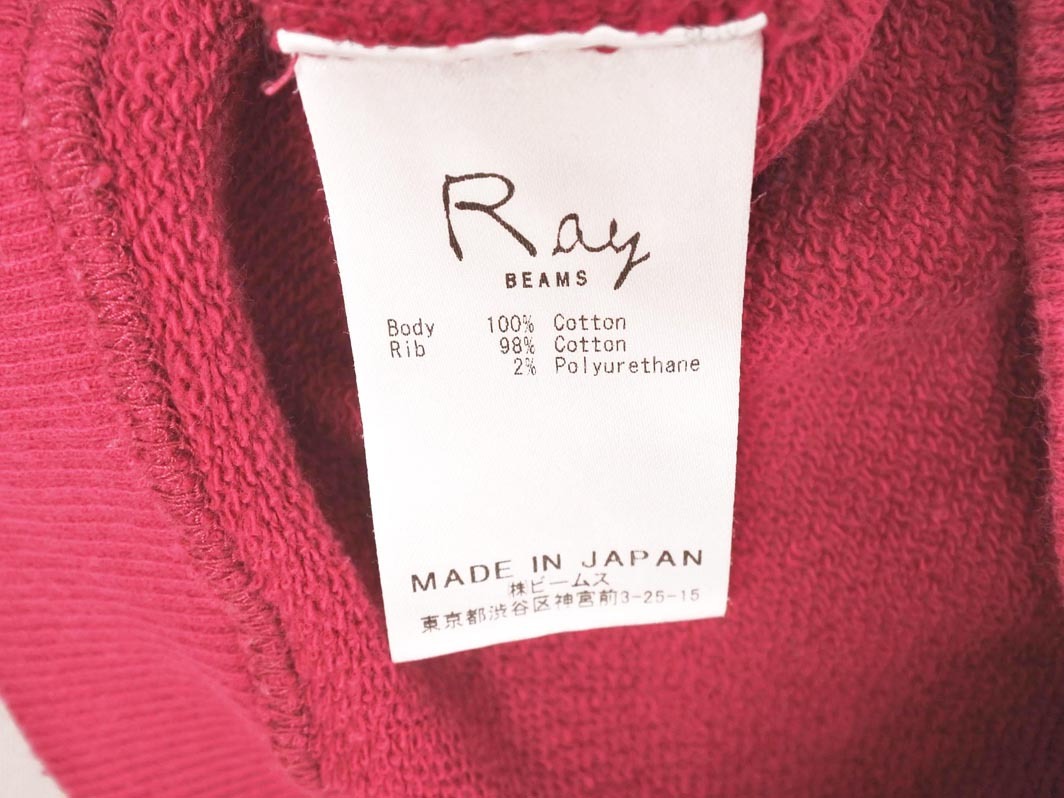 Ray
BEAMS
Body 100% Cotton
Rib 98% Cotton
2% Polyurethane
MADE IN JAPAN
㈱ビームス
東京都渋谷区神宮前3-25-15